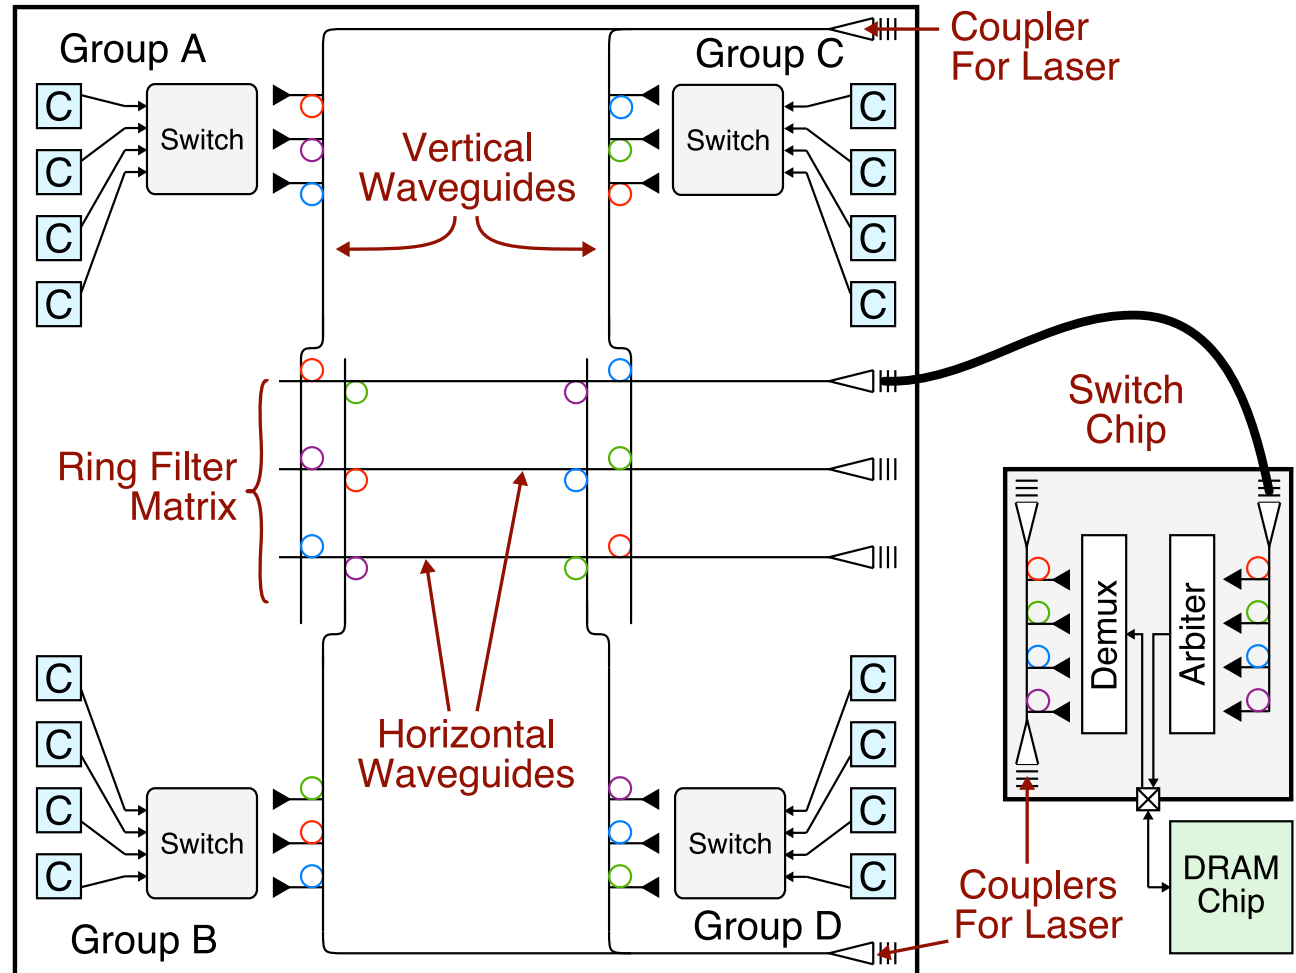 Group A
Group C
Coupler
For Laser
C
C
C
C
Switch
Vertical
Waveguides
Switch
C
C
C
C
Ring Filter
Matrix
Switch
Chip
Demux
Arbiter
C
C
C
C
Switch
Horizontal
Waveguides
Switch
C
C
C
C
Group B
Group D
Couplers
For Laser
DRAM
Chip